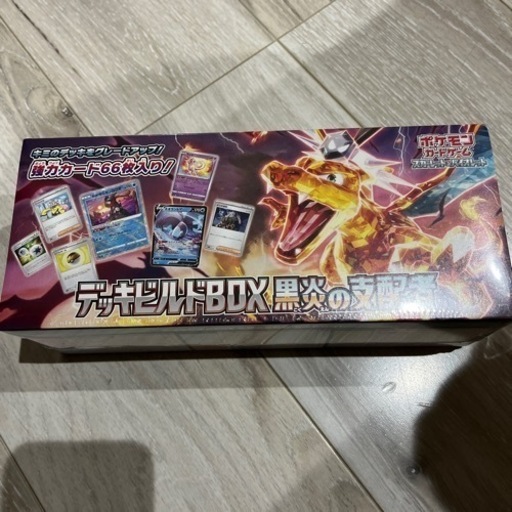 キミのデッキをグレードアップ!
強力カード66枚入り!
ポケモン
カードゲーム
スカーレット&バイオレット
デッキビルドBOX 黒炎の支配者